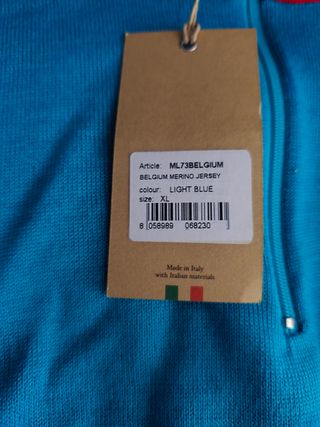 Article: ML73BELGIUM
BELGIUM MERINO JERSEY
colour: LIGHT BLUE
size: XL
8 058989 068230
Made in Italy
with Italian materials